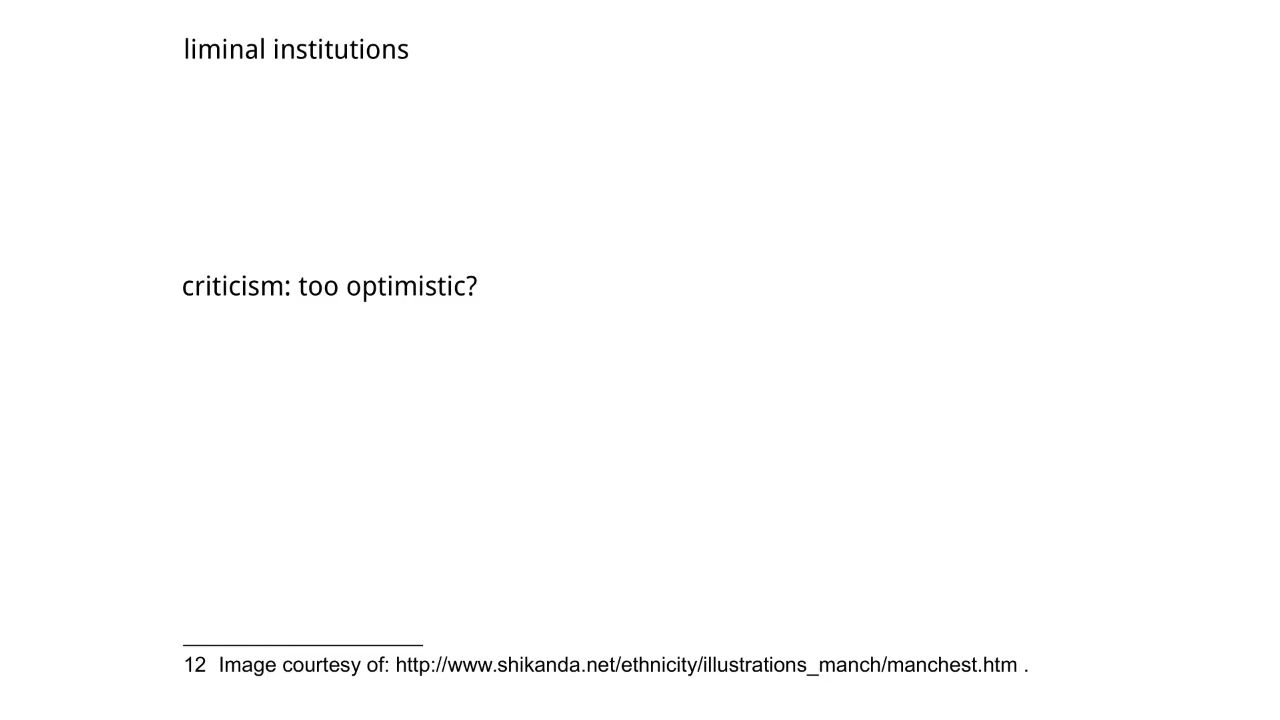 liminal institutions
criticism: too optimistic?
12 Image courtesy of: http://www.shikanda.net/ethnicity/illustrations_manch/manchest.htm .